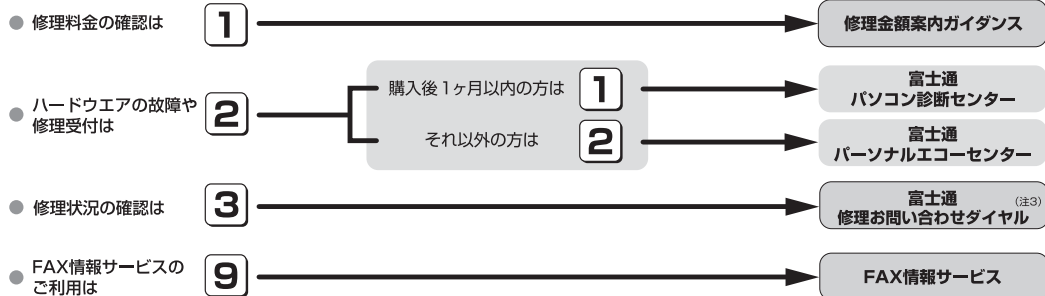 ● 修理料金の確認は 1 修理金額案内ガイダンス
● ハードウエアの故障や
修理受付は 2
購入後1ヶ月以内の方は 1 富士通
パソコン診断センター
それ以外の方は 2 富士通
パーソナルエコーセンター
● 修理状況の確認は 3 富士通 (注3)
修理お問い合わせダイヤル
● FAX情報サービスの
ご利用は 9 FAX情報サービス